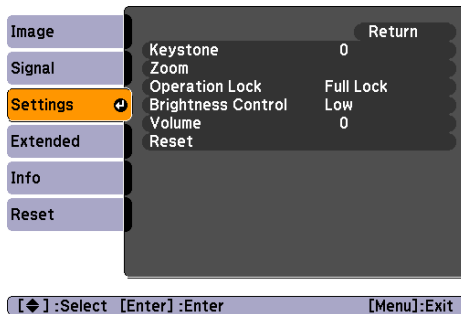 Image
Signal
Settings
Extended
Info
Reset
Return
Keystone 0
Zoom
Operation Lock Full Lock
Brightness Control Low
Volume 0
Reset
[◆] :Select [Enter] :Enter [Menu]:Exit